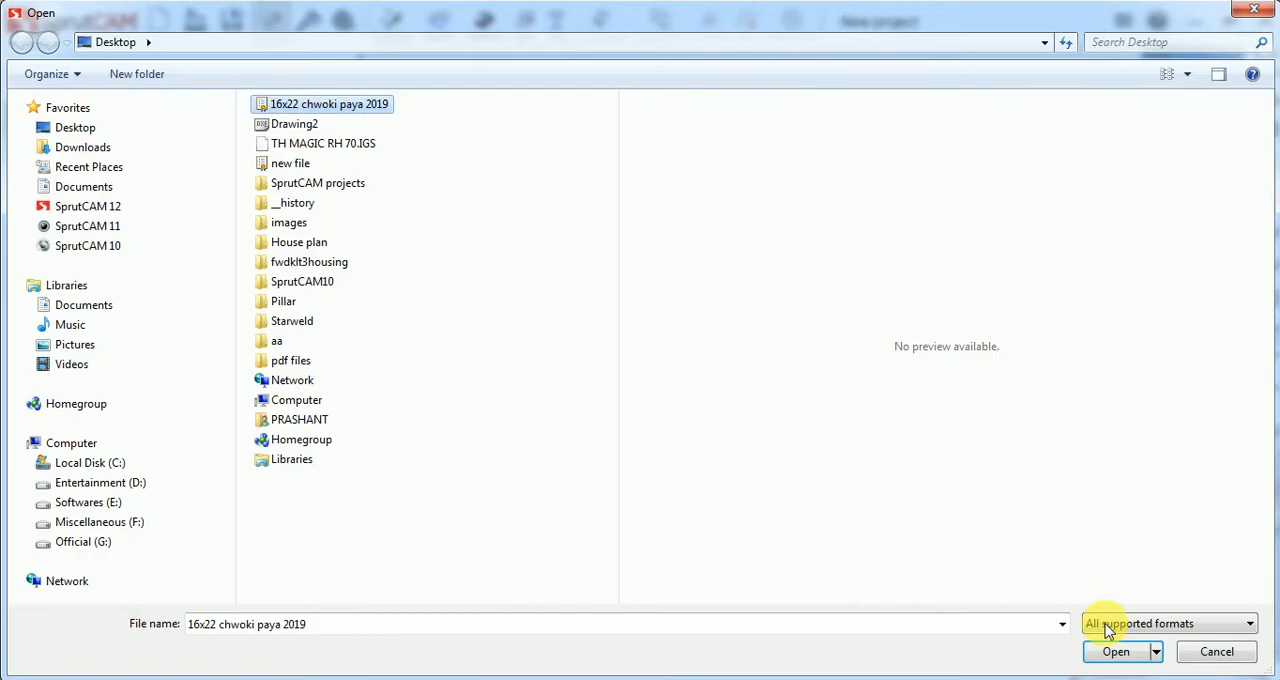 Open
SprutCAM
New project
Desktop
Search Desktop
Organize
New folder
Favorites
Desktop
Downloads
Recent Places
Documents
SprutCAM 12
SprutCAM 11
SprutCAM 10
Libraries
Documents
Music
Pictures
Videos
Homegroup
Computer
Local Disk (C:)
Entertainment (D:)
Softwares (E:)
Miscellaneous (F:)
Official (G:)
Network
16x22 chwoki paya 2019
Drawing2
TH MAGIC RH 70.IGS
new file
SprutCAM projects
__history
images
House plan
fwdklt3housing
SprutCAM10
Pillar
Starweld
aa
pdf files
Network
Computer
PRASHANT
Homegroup
Libraries
No preview available.
File name: 16x22 chwoki paya 2019
All supported formats
Open
Cancel